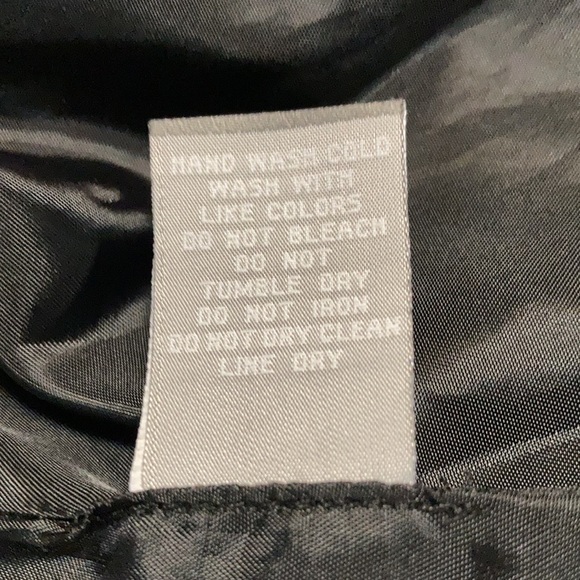 HAND WASH COLD
WASH WITH
LIKE COLORS
DO NOT BLEACH
DO NOT
TUMBLE DRY
DO NOT IRON
DO NOT DRY CLEAN
LINE DRY